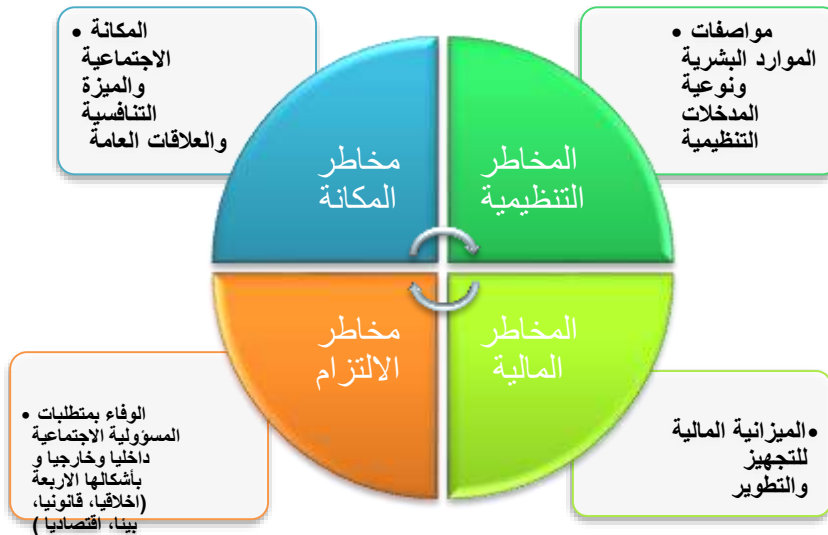 مواصفات •
الموارد البشرية
ونوعية
المدخلات
التنظيمية
المكانة •
الاجتماعية
والميزة
التنافسية
والعلاقات العامة
المخاطر
التنظيمية
مخاطر
المكانة
المخاطر
المالية
مخاطر
الالتزام
•الميزانية المالية
للتجهيز
والتطوير
الوفاء بمتطلبات •
المسؤولية الاجتماعية
داخليا وخارجيا و
بأشكالها الاربعة
(اخلاقيا، قانونيا،
بيئا، اقتصاديا )